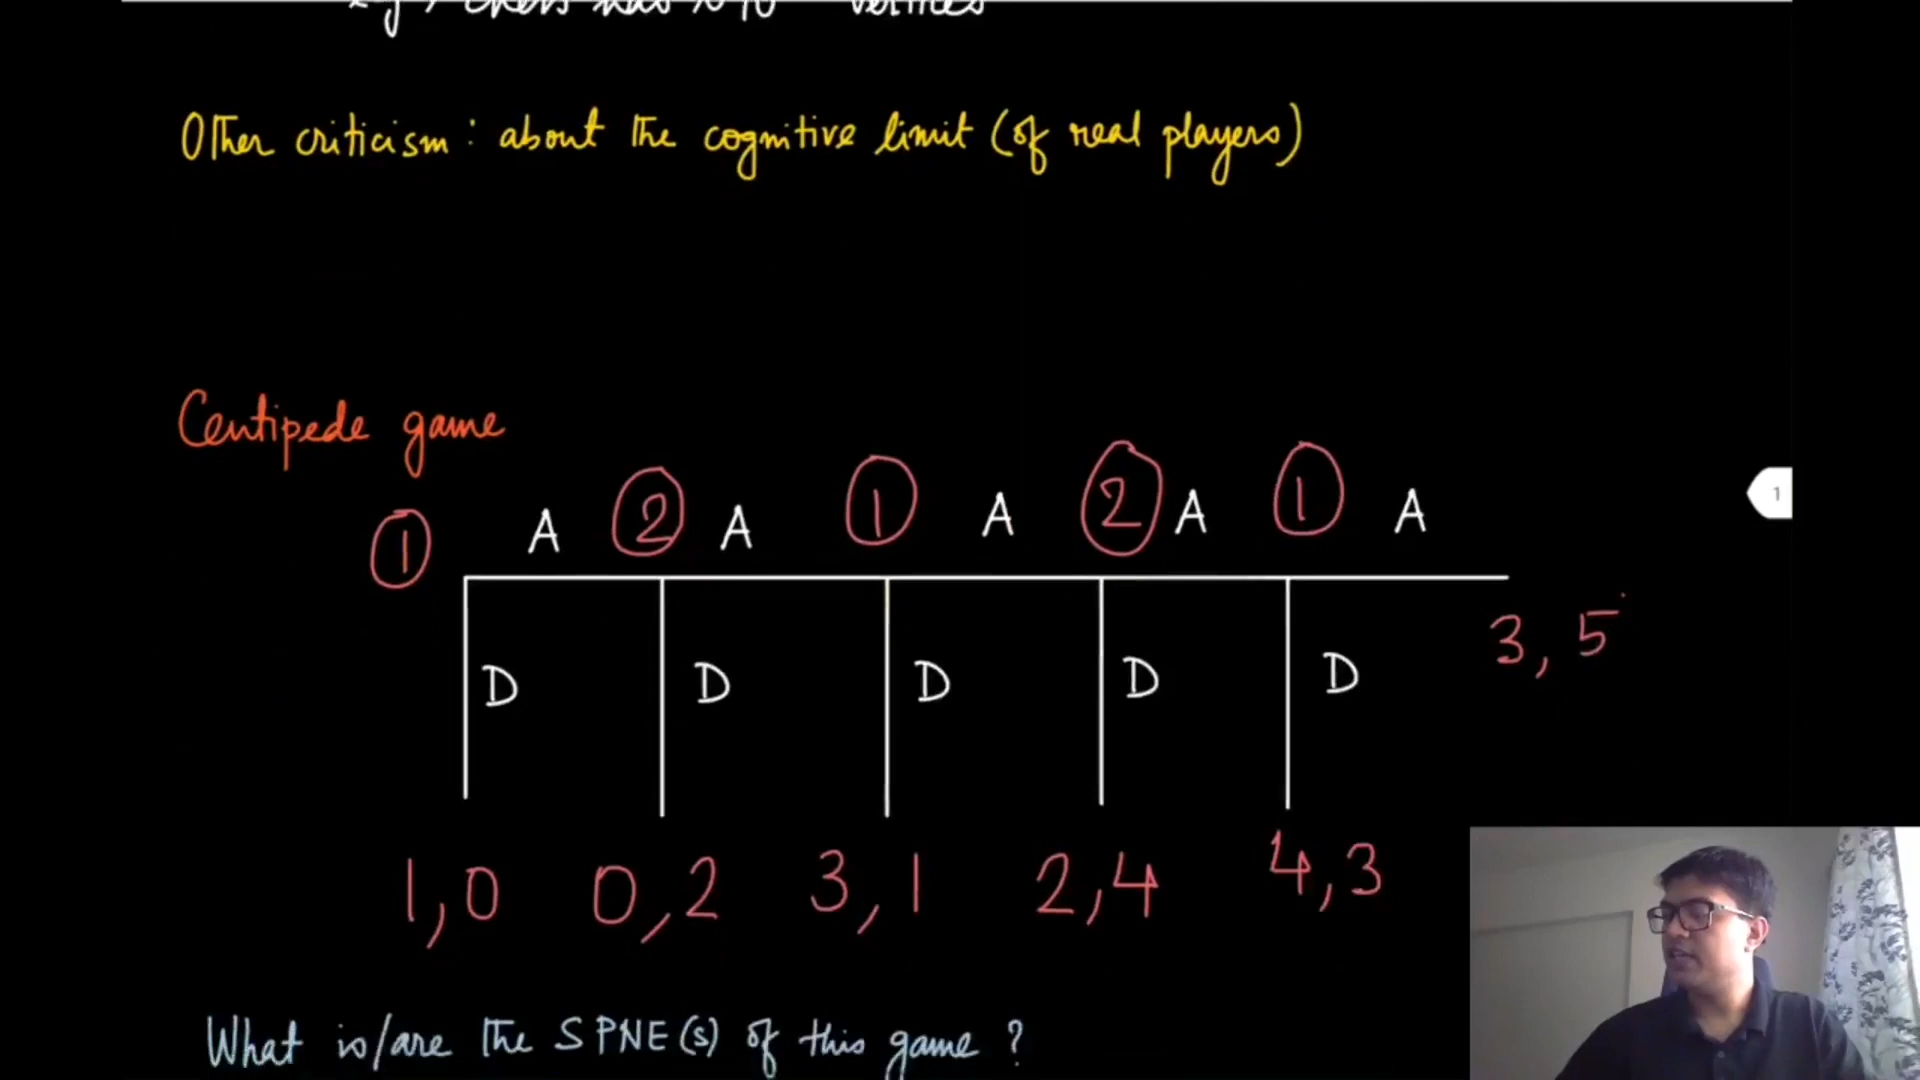 Other criticism: about the cognitive limit (of real players)
Centipede game
1 A 2 A 1 A 2 A 1 A
3, 5
D D D D D
1,0 0,2 3,1 2,4 4,3
What is/are the SPNE(s) of this game ?
1